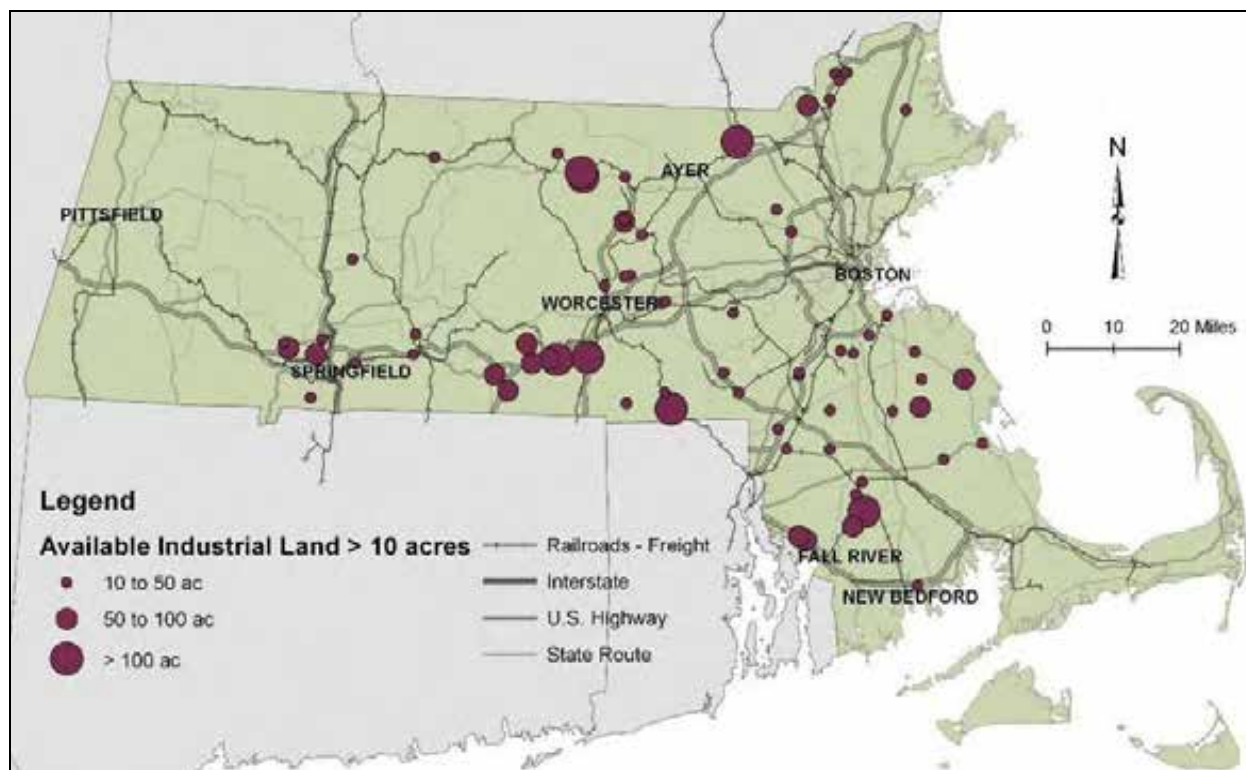 PITTSFIELD
AYER
N
BOSTON
WORCESTER
0 10 20 Miles
SPRINGFIELD
Legend
Available Industrial Land > 10 acres
10 to 50 ac
50 to 100 ac
> 100 ac
Railroads - Freight
Interstate
U.S. Highway
State Route
FALL RIVER
NEW BEDFORD